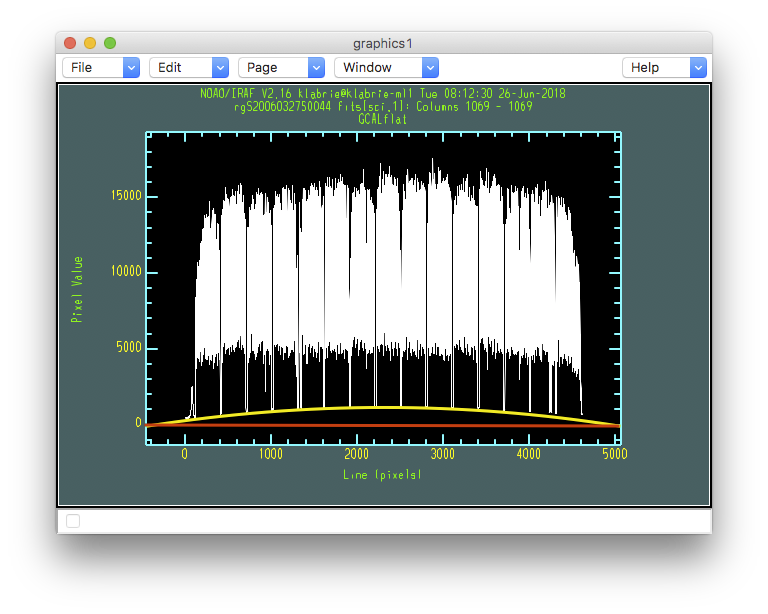 graphics1
File Edit Page Window Help
NOAO/IRAF V2.16 klabrie@klabrie-ml1 Tue 08:12:30 26-Jun-2018
rgS2006032750044 fits[sci,1]: Columns 1069 - 1069
GCALflat
15000
10000
5000
0
Pixel Value
0 1000 2000 3000 4000 5000
Line (pixels)